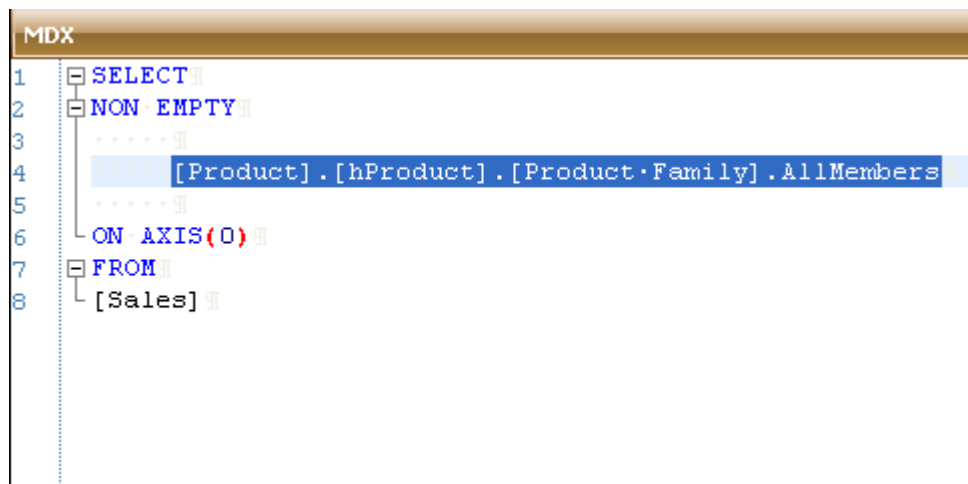 MDX
1 SELECT¶
2 NON·EMPTY¶
3 ·····¶
4 [Product].[hProduct].[Product·Family].AllMembers
5 ·····¶
6 ON·AXIS(0)¶
7 FROM¶
8 [Sales]¶